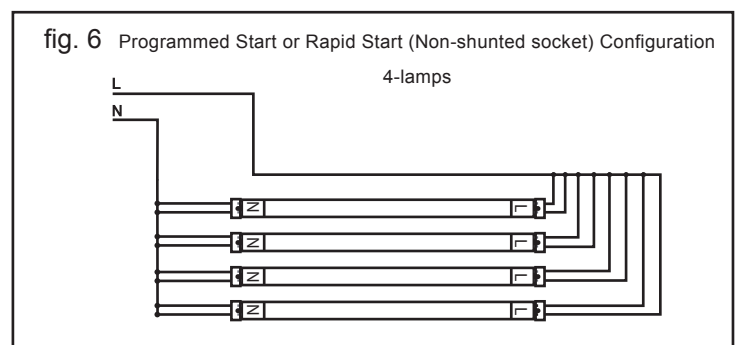 fig. 6 Programmed Start or Rapid Start (Non-shunted socket) Configuration
4-lamps
L
N
N L
N L
N L
N L